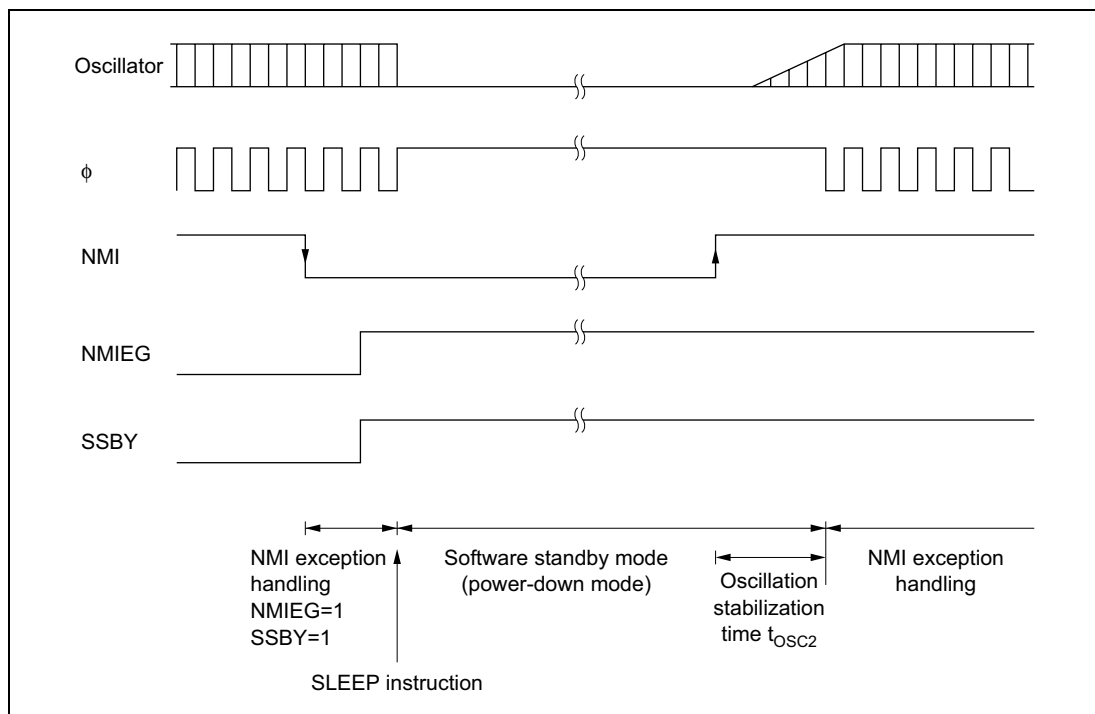 Oscillator
ϕ
NMI
NMIEG
SSBY
NMI exception
handling
NMIEG=1
SSBY=1
Software standby mode
(power-down mode)
Oscillation
stabilization
time tOSC2
NMI exception
handling
SLEEP instruction